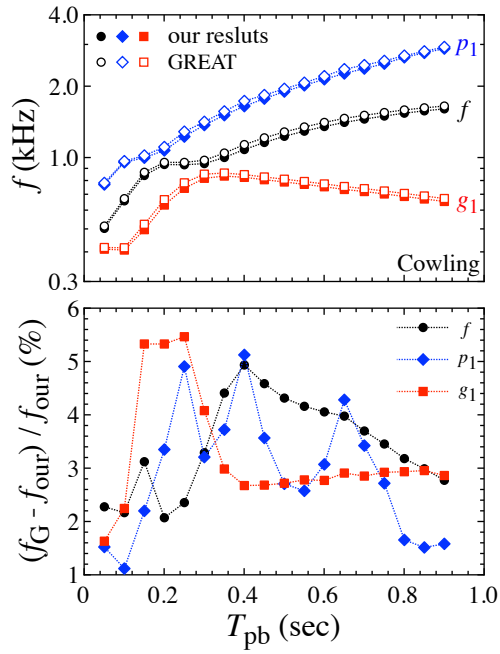 our resluts
GREAT
p1
f
g1
Cowling
4.0
2.0
1.0
0.3
f (kHz)
6
5
4
3
2
1
f
p1
g1
(fG - four) / four (%)
0.0 0.2 0.4 0.6 0.8 1.0
Tpb (sec)